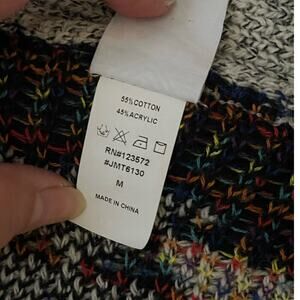 55%COTTON
45%ACRYLIC
RN#123572
#JMT6130
M
MADE IN CHINA